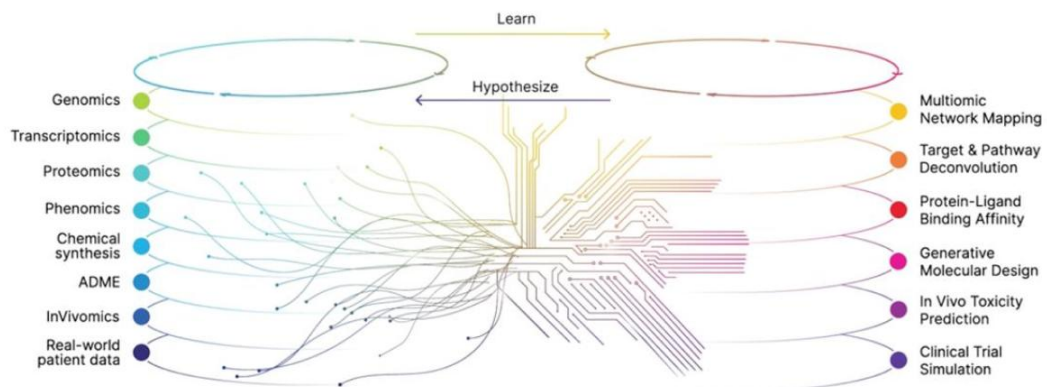 Learn
Hypothesize
Genomics
Transcriptomics
Proteomics
Phenomics
Chemical
synthesis
ADME
InVivomics
Real-world
patient data
Multiomic
Network Mapping
Target & Pathway
Deconvolution
Protein-Ligand
Binding Affinity
Generative
Molecular Design
In Vivo Toxicity
Prediction
Clinical Trial
Simulation